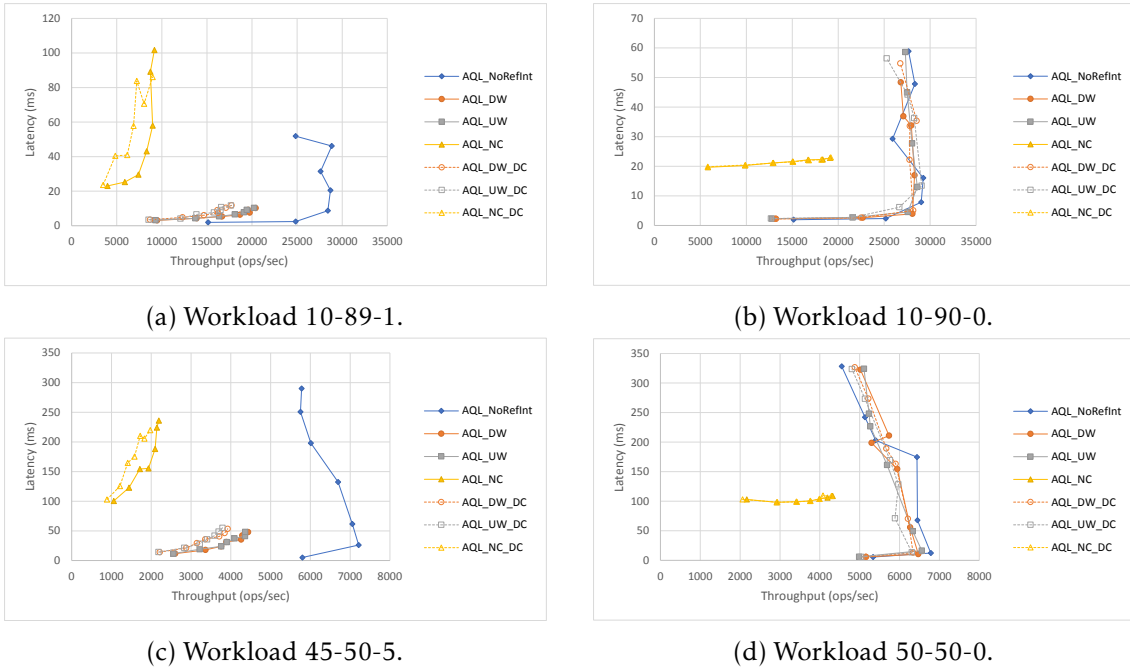 120
100
80
60
40
20
0
Latency (ms)
0 5000 10000 15000 20000 25000 30000 35000
Throughput (ops/sec)
AQL_NoRefInt
AQL_DW
AQL_UW
AQL_NC
AQL_DW_DC
AQL_UW_DC
AQL_NC_DC
(a) Workload 10-89-1.
70
60
50
40
30
20
10
0
Latency (ms)
0 5000 10000 15000 20000 25000 30000 35000
Throughput (ops/sec)
AQL_NoRefInt
AQL_DW
AQL_UW
AQL_NC
AQL_DW_DC
AQL_UW_DC
AQL_NC_DC
(b) Workload 10-90-0.
350
300
250
200
150
100
50
0
Latency (ms)
0 1000 2000 3000 4000 5000 6000 7000 8000
Throughput (ops/sec)
AQL_NoRefInt
AQL_DW
AQL_UW
AQL_NC
AQL_DW_DC
AQL_UW_DC
AQL_NC_DC
(c) Workload 45-50-5.
350
300
250
200
150
100
50
0
Latency (ms)
0 1000 2000 3000 4000 5000 6000 7000 8000
Throughput (ops/sec)
AQL_NoRefInt
AQL_DW
AQL_UW
AQL_NC
AQL_DW_DC
AQL_UW_DC
AQL_NC_DC
(d) Workload 50-50-0.